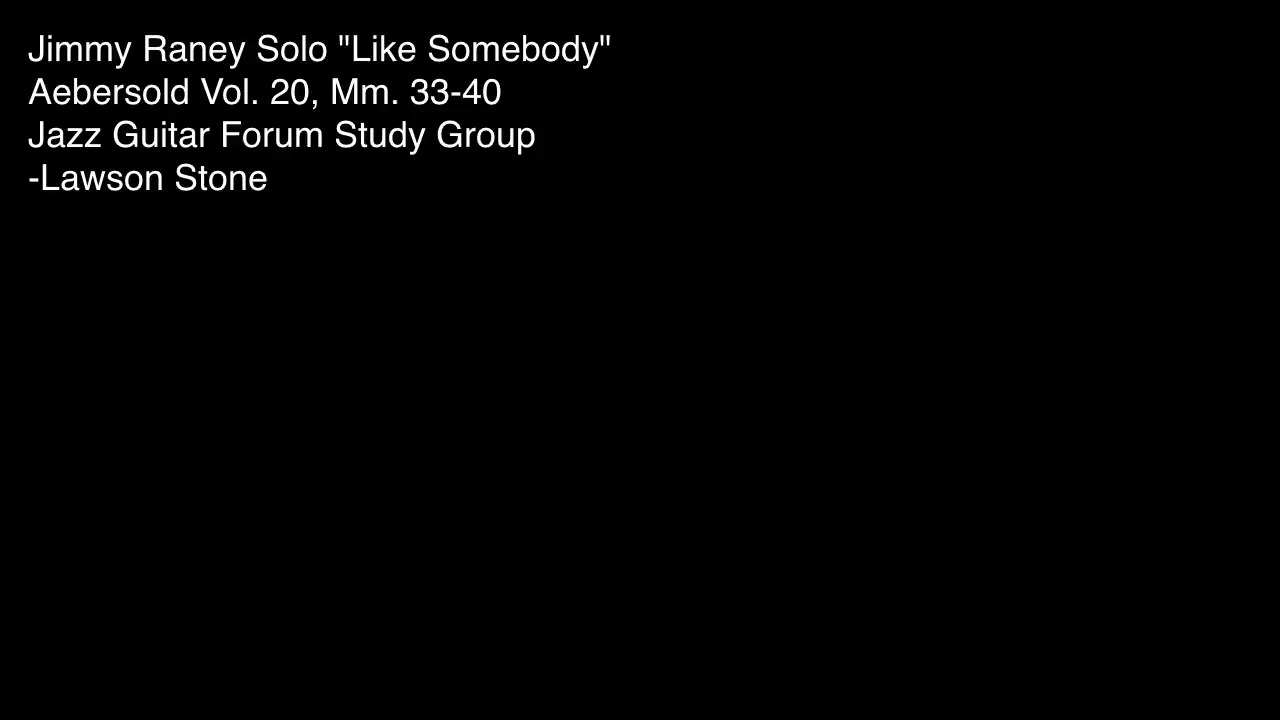 Jimmy Raney Solo "Like Somebody"
Aebersold Vol. 20, Mm. 33-40
Jazz Guitar Forum Study Group
-Lawson Stone